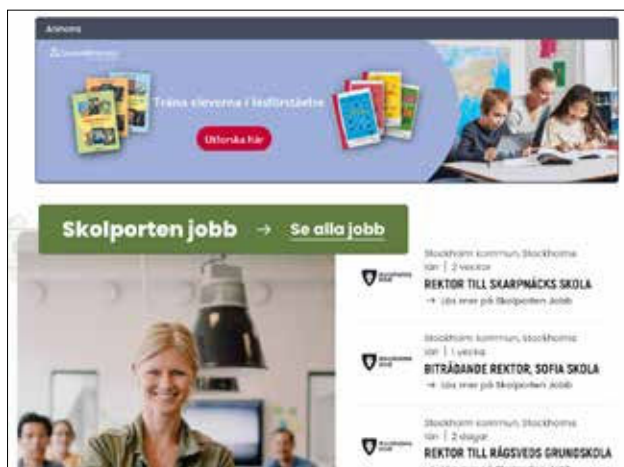 Annons
Träna eleverna i läsförståelse
Utforska här
Skolporten jobb → Se alla jobb
Stockholm kommun, Stockholms
län | 2 veckor
REKTOR TILL SKARPNÄCKS SKOLA
→ Läs mer på Skolporten Jobb
Stockholm kommun, Stockholms
län | 1 vecka
BITRÄDANDE REKTOR, SOFIA SKOLA
→ Läs mer på Skolporten Jobb
Stockholm kommun, Stockholms
län | 2 dagar
REKTOR TILL RÅGSVEDS GRUNDSKOLA